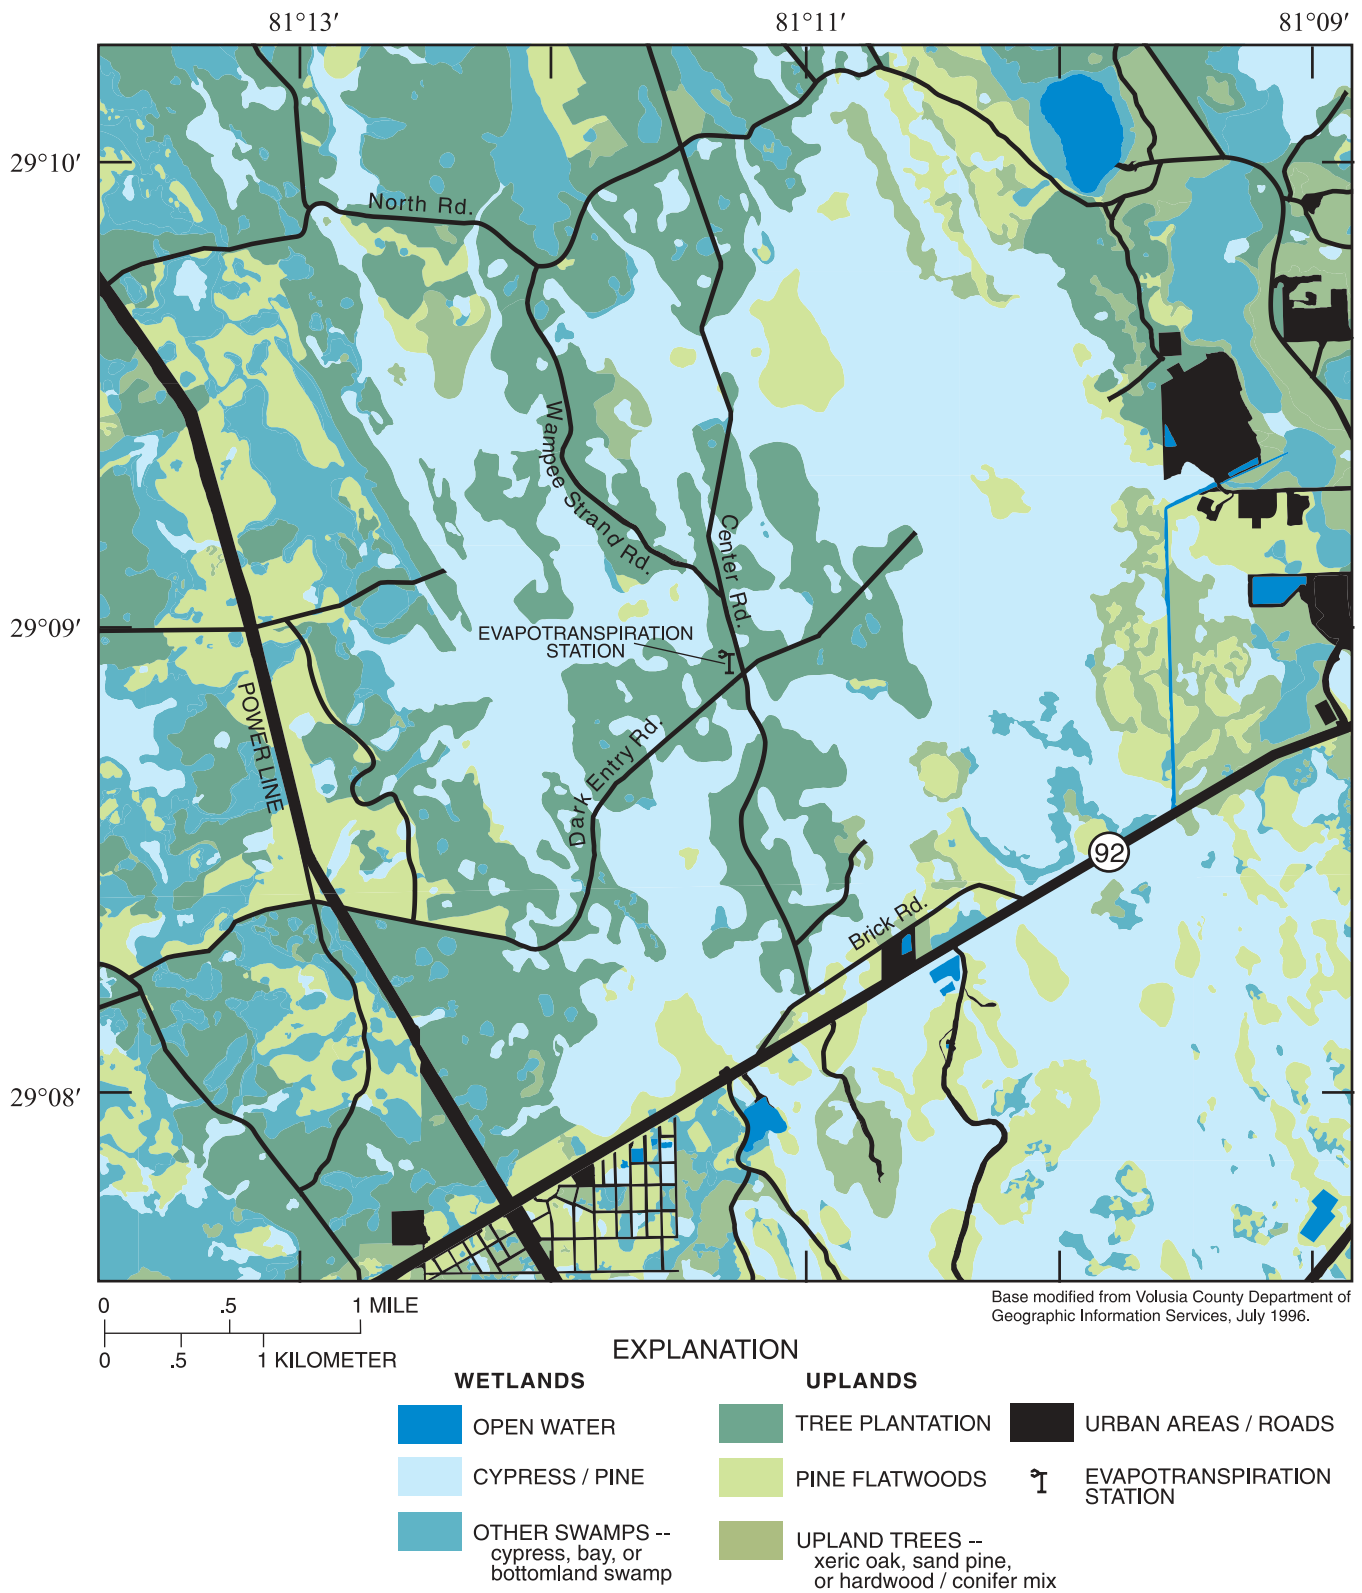 81°13′ 81°11′ 81°09′
29°10′
North Rd.
Wampee Strand Rd.
Center Rd.
29°09′
EVAPOTRANSPIRATION
STATION
POWER LINE
Dark Entry Rd.
92
Brick Rd.
29°08′
0 .5 1 MILE
0 .5 1 KILOMETER
Base modified from Volusia County Department of
Geographic Information Services, July 1996.
EXPLANATION
WETLANDS
OPEN WATER
CYPRESS / PINE
OTHER SWAMPS --
cypress, bay, or
bottomland swamp
UPLANDS
TREE PLANTATION
PINE FLATWOODS
UPLAND TREES --
xeric oak, sand pine,
or hardwood / conifer mix
URBAN AREAS / ROADS
EVAPOTRANSPIRATION
STATION